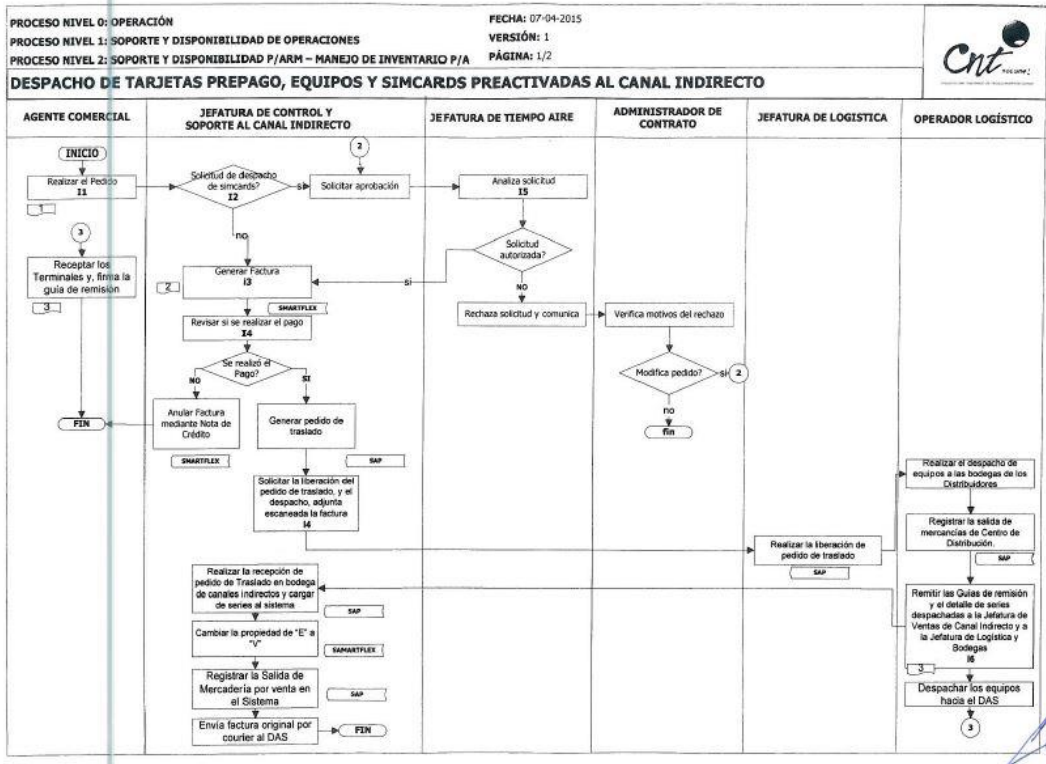 PROCESO NIVEL 0: OPERACIÓN
FECHA: 07-04-2015
PROCESO NIVEL 1: SOPORTE Y DISPONIBILIDAD DE OPERACIONES
VERSIÓN: 1
PROCESO NIVEL 2: SOPORTE Y DISPONIBILIDAD P/ARM – MANEJO DE INVENTARIO P/A
PÁGINA: 1/2
Cnt
DESPACHO DE TARJETAS PREPAGO, EQUIPOS Y SIMCARDS PREACTIVADAS AL CANAL INDIRECTO
AGENTE COMERCIAL
JEFATURA DE CONTROL Y
SOPORTE AL CANAL INDIRECTO
JEFATURA DE TIEMPO AIRE
ADMINISTRADOR DE
CONTRATO
JEFATURA DE LOGISTICA
OPERADOR LOGÍSTICO
INICIO
Realizar el Pedido
I1
1
3
Receptar los
Terminales y, firma la
guía de remisión
3
FIN
Solicitud de despacho
de simcards?
I2
si
no
2
Solicitar aprobación
Generar Factura
i3
2
SMARTFLEX
Revisar si se realizar el pago
I4
Se realizó el
Pago?
NO
SI
Anular Factura
mediante Nota de
Crédito
SMARTFLEX
Generar pedido de
traslado
SAP
Solicitar la liberación del
pedido de traslado, y el
despacho, adjunta
escaneada la factura
I4
Realizar la recepción de
pedido de Traslado en bodega
de canales indirectos y cargar
de series al sistema
SAP
Cambiar la propiedad de "E" a
"V"
SAMARTFLEX
Registrar la Salida de
Mercadería por venta en
el Sistema
SAP
Envía factura original por
courier al DAS
FIN
Analiza solicitud
I5
Solicitud
autorizada?
si
NO
Rechaza solicitud y comunica
Verifica motivos del rechazo
Modifica pedido?
si
2
no
fin
Realizar la liberación de
pedido de traslado
SAP
Realizar el despacho de
equipos a las bodegas de los
Distribuidores
Registrar la salida de
mercancías de Centro de
Distribución.
SAP
Remitir las Guías de remisión
y el detalle de series
despachadas a la Jefatura de
Ventas de Canal Indirecto y a
la Jefatura de Logística y
Bodegas
I6
3
Despachar los equipos
hacia el DAS
3